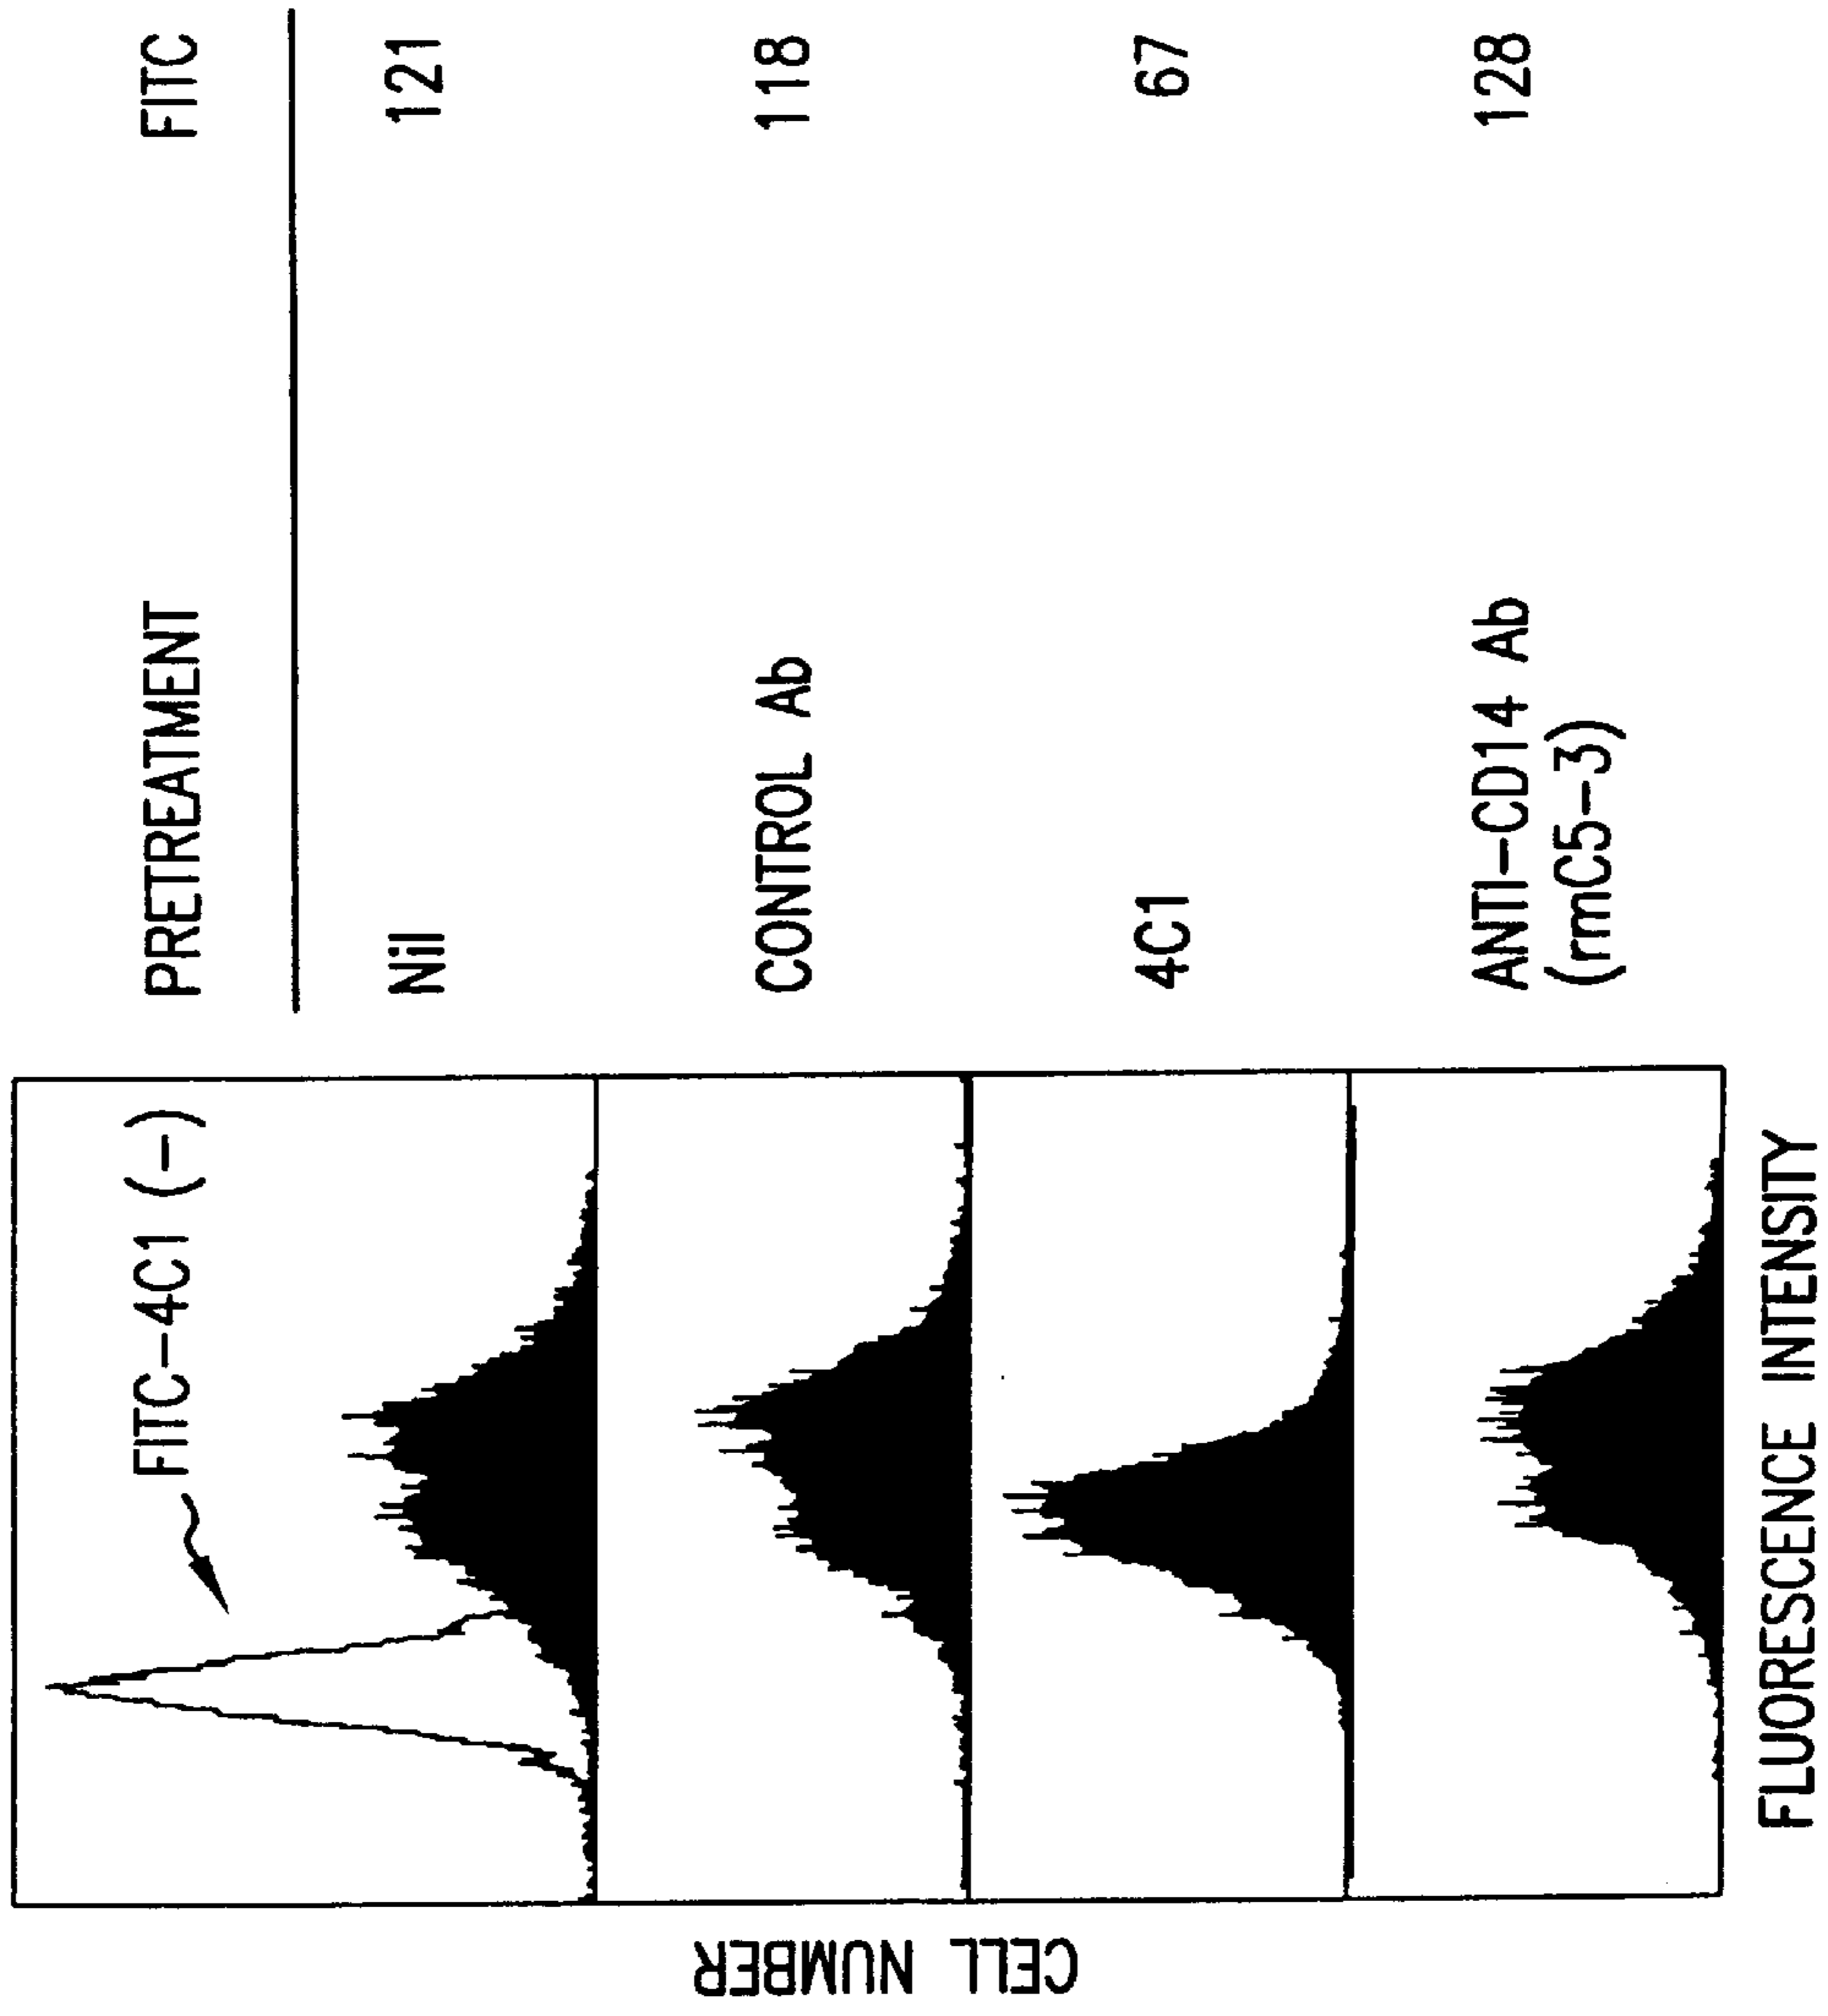 PRETREATMENT FITC
FITC-4C1 (-)
Nil 121
CONTROL Ab 118
4C1 67
ANTI-CD14 Ab 128
(rmC5-3)
CELL NUMBER
FLUORESCENCE INTENSITY